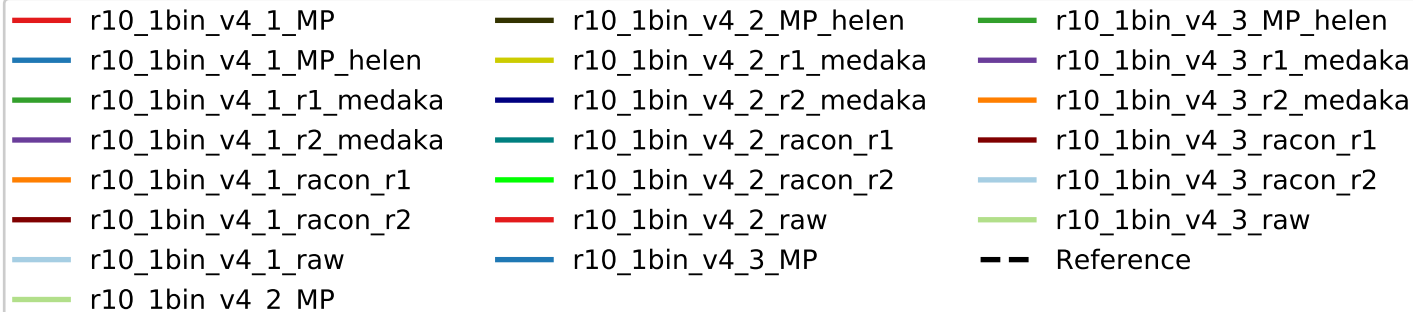 r10_1bin_v4_1_MP
r10_1bin_v4_1_MP_helen
r10_1bin_v4_1_r1_medaka
r10_1bin_v4_1_r2_medaka
r10_1bin_v4_1_racon_r1
r10_1bin_v4_1_racon_r2
r10_1bin_v4_1_raw
r10_1bin_v4_2_MP
r10_1bin_v4_2_MP_helen
r10_1bin_v4_2_r1_medaka
r10_1bin_v4_2_r2_medaka
r10_1bin_v4_2_racon_r1
r10_1bin_v4_2_racon_r2
r10_1bin_v4_2_raw
r10_1bin_v4_3_MP
r10_1bin_v4_3_MP_helen
r10_1bin_v4_3_r1_medaka
r10_1bin_v4_3_r2_medaka
r10_1bin_v4_3_racon_r1
r10_1bin_v4_3_racon_r2
r10_1bin_v4_3_raw
Reference